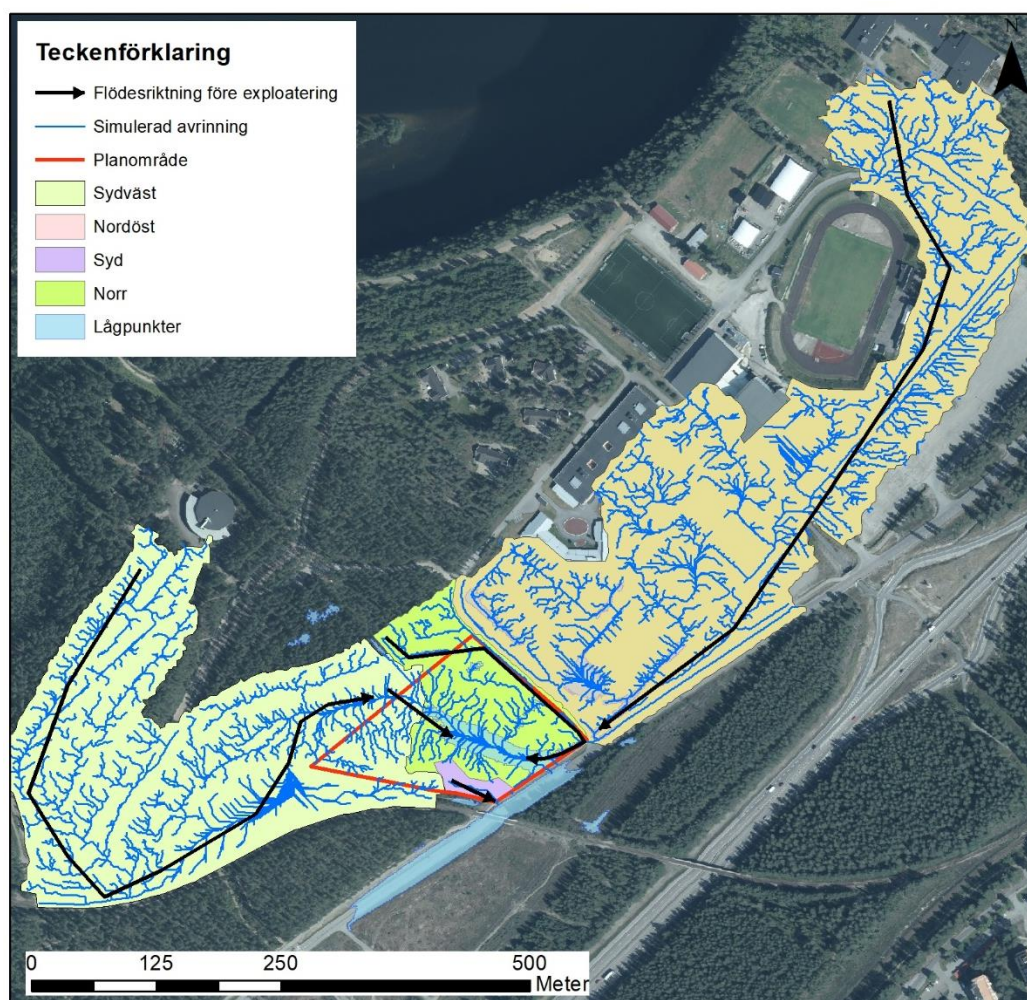 Teckenförklaring
Flödesriktning före exploatering
Simulerad avrinning
Planområde
Sydväst
Nordöst
Syd
Norr
Lågpunkter
N
0 125 250 500
Meter